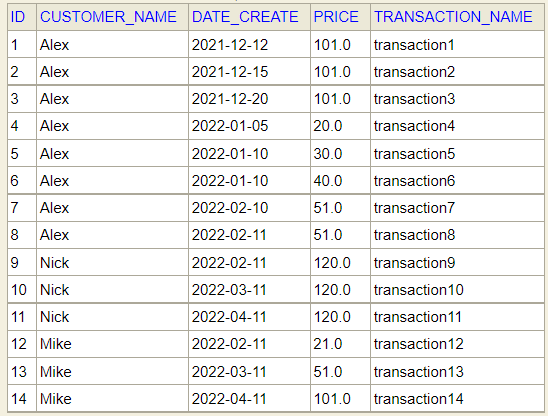 ID CUSTOMER_NAME DATE_CREATE PRICE TRANSACTION_NAME
1 Alex 2021-12-12 101.0 transaction1
2 Alex 2021-12-15 101.0 transaction2
3 Alex 2021-12-20 101.0 transaction3
4 Alex 2022-01-05 20.0 transaction4
5 Alex 2022-01-10 30.0 transaction5
6 Alex 2022-01-10 40.0 transaction6
7 Alex 2022-02-10 51.0 transaction7
8 Alex 2022-02-11 51.0 transaction8
9 Nick 2022-02-11 120.0 transaction9
10 Nick 2022-03-11 120.0 transaction10
11 Nick 2022-04-11 120.0 transaction11
12 Mike 2022-02-11 21.0 transaction12
13 Mike 2022-03-11 51.0 transaction13
14 Mike 2022-04-11 101.0 transaction14